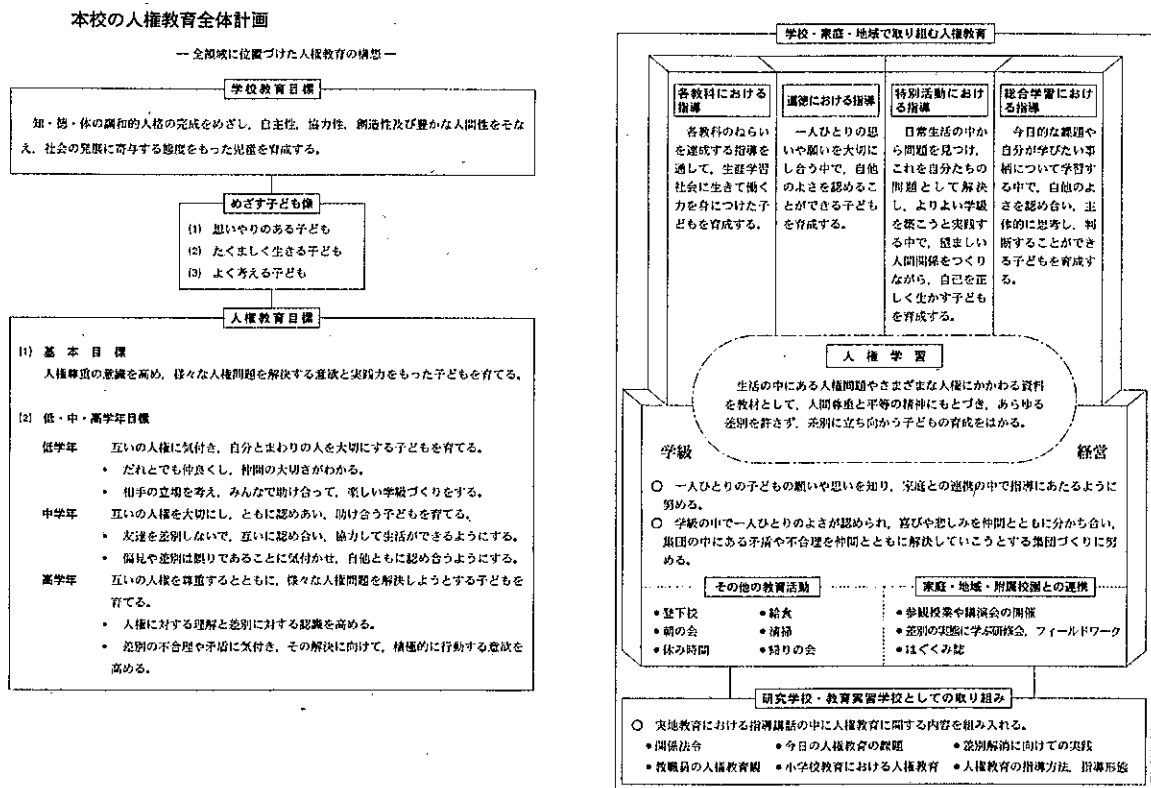 本校の人権教育全体計画
― 全領域に位置づけた人権教育の構想 ―
学校教育目標
知・徳・体の調和的人格の完成をめざし，自主性，協力性，創造性及び豊かな人間性をそな
え，社会の発展に寄与する態度をもった児童を育成する。
めざす子ども像
(1) 思いやりのある子ども
(2) たくましく生きる子ども
(3) よく考える子ども
人権教育目標
(1) 基本目標
人権尊重の意識を高め，様々な人権問題を解決する意欲と実践力をもった子どもを育てる。
(2) 低・中・高学年目標
低学年 互いの人権に気付き，自分とまわりの人を大切にする子どもを育てる。
・ だれとでも仲良くし，仲間の大切さがわかる。
・ 相手の立場を考え，みんなで助け合って，楽しい学級づくりをする。
中学年 互いの人権を大切にし，ともに認めあい，助け合う子どもを育てる。
・ 友達を差別しないで，互いに認め合い，協力して生活ができるようにする。
・ 偏見や差別は誤りであることに気付かせ，自他ともに認め合うようにする。
高学年 互いの人権を尊重するとともに，様々な人権問題を解決しようとする子どもを
育てる。
・ 人権に対する理解と差別に対する認識を高める。
・ 差別の不合理や矛盾に気付き，その解決に向けて，積極的に行動する意欲を
高める。
学校・家庭・地域で取り組む人権教育
各教科における
指導
各教科のねらい
を達成する指導を
通して，生涯学習
社会に生きて働く
力を身につけた子
どもを育成する。
道徳における指導
一人ひとりの思
いや願いを大切に
し合う中で，自他
のよさを認めるこ
とができる子ども
を育成する。
特別活動におけ
る指導
日常生活の中か
ら問題を見つけ，
これを自分たちの
問題として解決
し，よりよい学級
を築こうと実践す
る中で，望ましい
人間関係をつくり
ながら，自己を正
しく生かす子ども
を育成する。
総合学習におけ
る指導
今日的な課題や
自分が学びたい事
柄について学習す
る中で，自他のよ
さを認め合い，主
体的に思考し，判
断することができ
る子どもを育成す
る。
人権学習
生活の中にある人権問題やさまざまな人権にかかわる資料
を教材として，人間尊重と平等の精神にもとづき，あらゆる
差別を許さず，差別に立ち向かう子どもの育成をはかる。
学級 経営
○ 一人ひとりの子どもの願いや思いを知り，家庭との連携の中で指導にあたるように
努める。
○ 学級の中で一人ひとりのよさが認められ，喜びや悲しみを仲間とともに分かち合い，
集団の中にある矛盾や不合理を仲間とともに解決していこうとする集団づくりに努
める。
その他の教育活動
●登下校 ●給食
●朝の会 ●清掃
●休み時間 ●帰りの会
家庭・地域・附属校園との連携
●参観授業や講演会の開催
●差別の実態に学ぶ研修会，フィールドワーク
●はぐくみ誌
研究学校・教育実習学校としての取り組み
○ 実地教育における指導講話の中に人権教育に関する内容を組み入れる。
●関係法令 ●今日の人権教育の課題 ●差別解消に向けての実践
●教職員の人権教育観 ●小学校教育における人権教育 ●人権教育の指導方法，指導形態